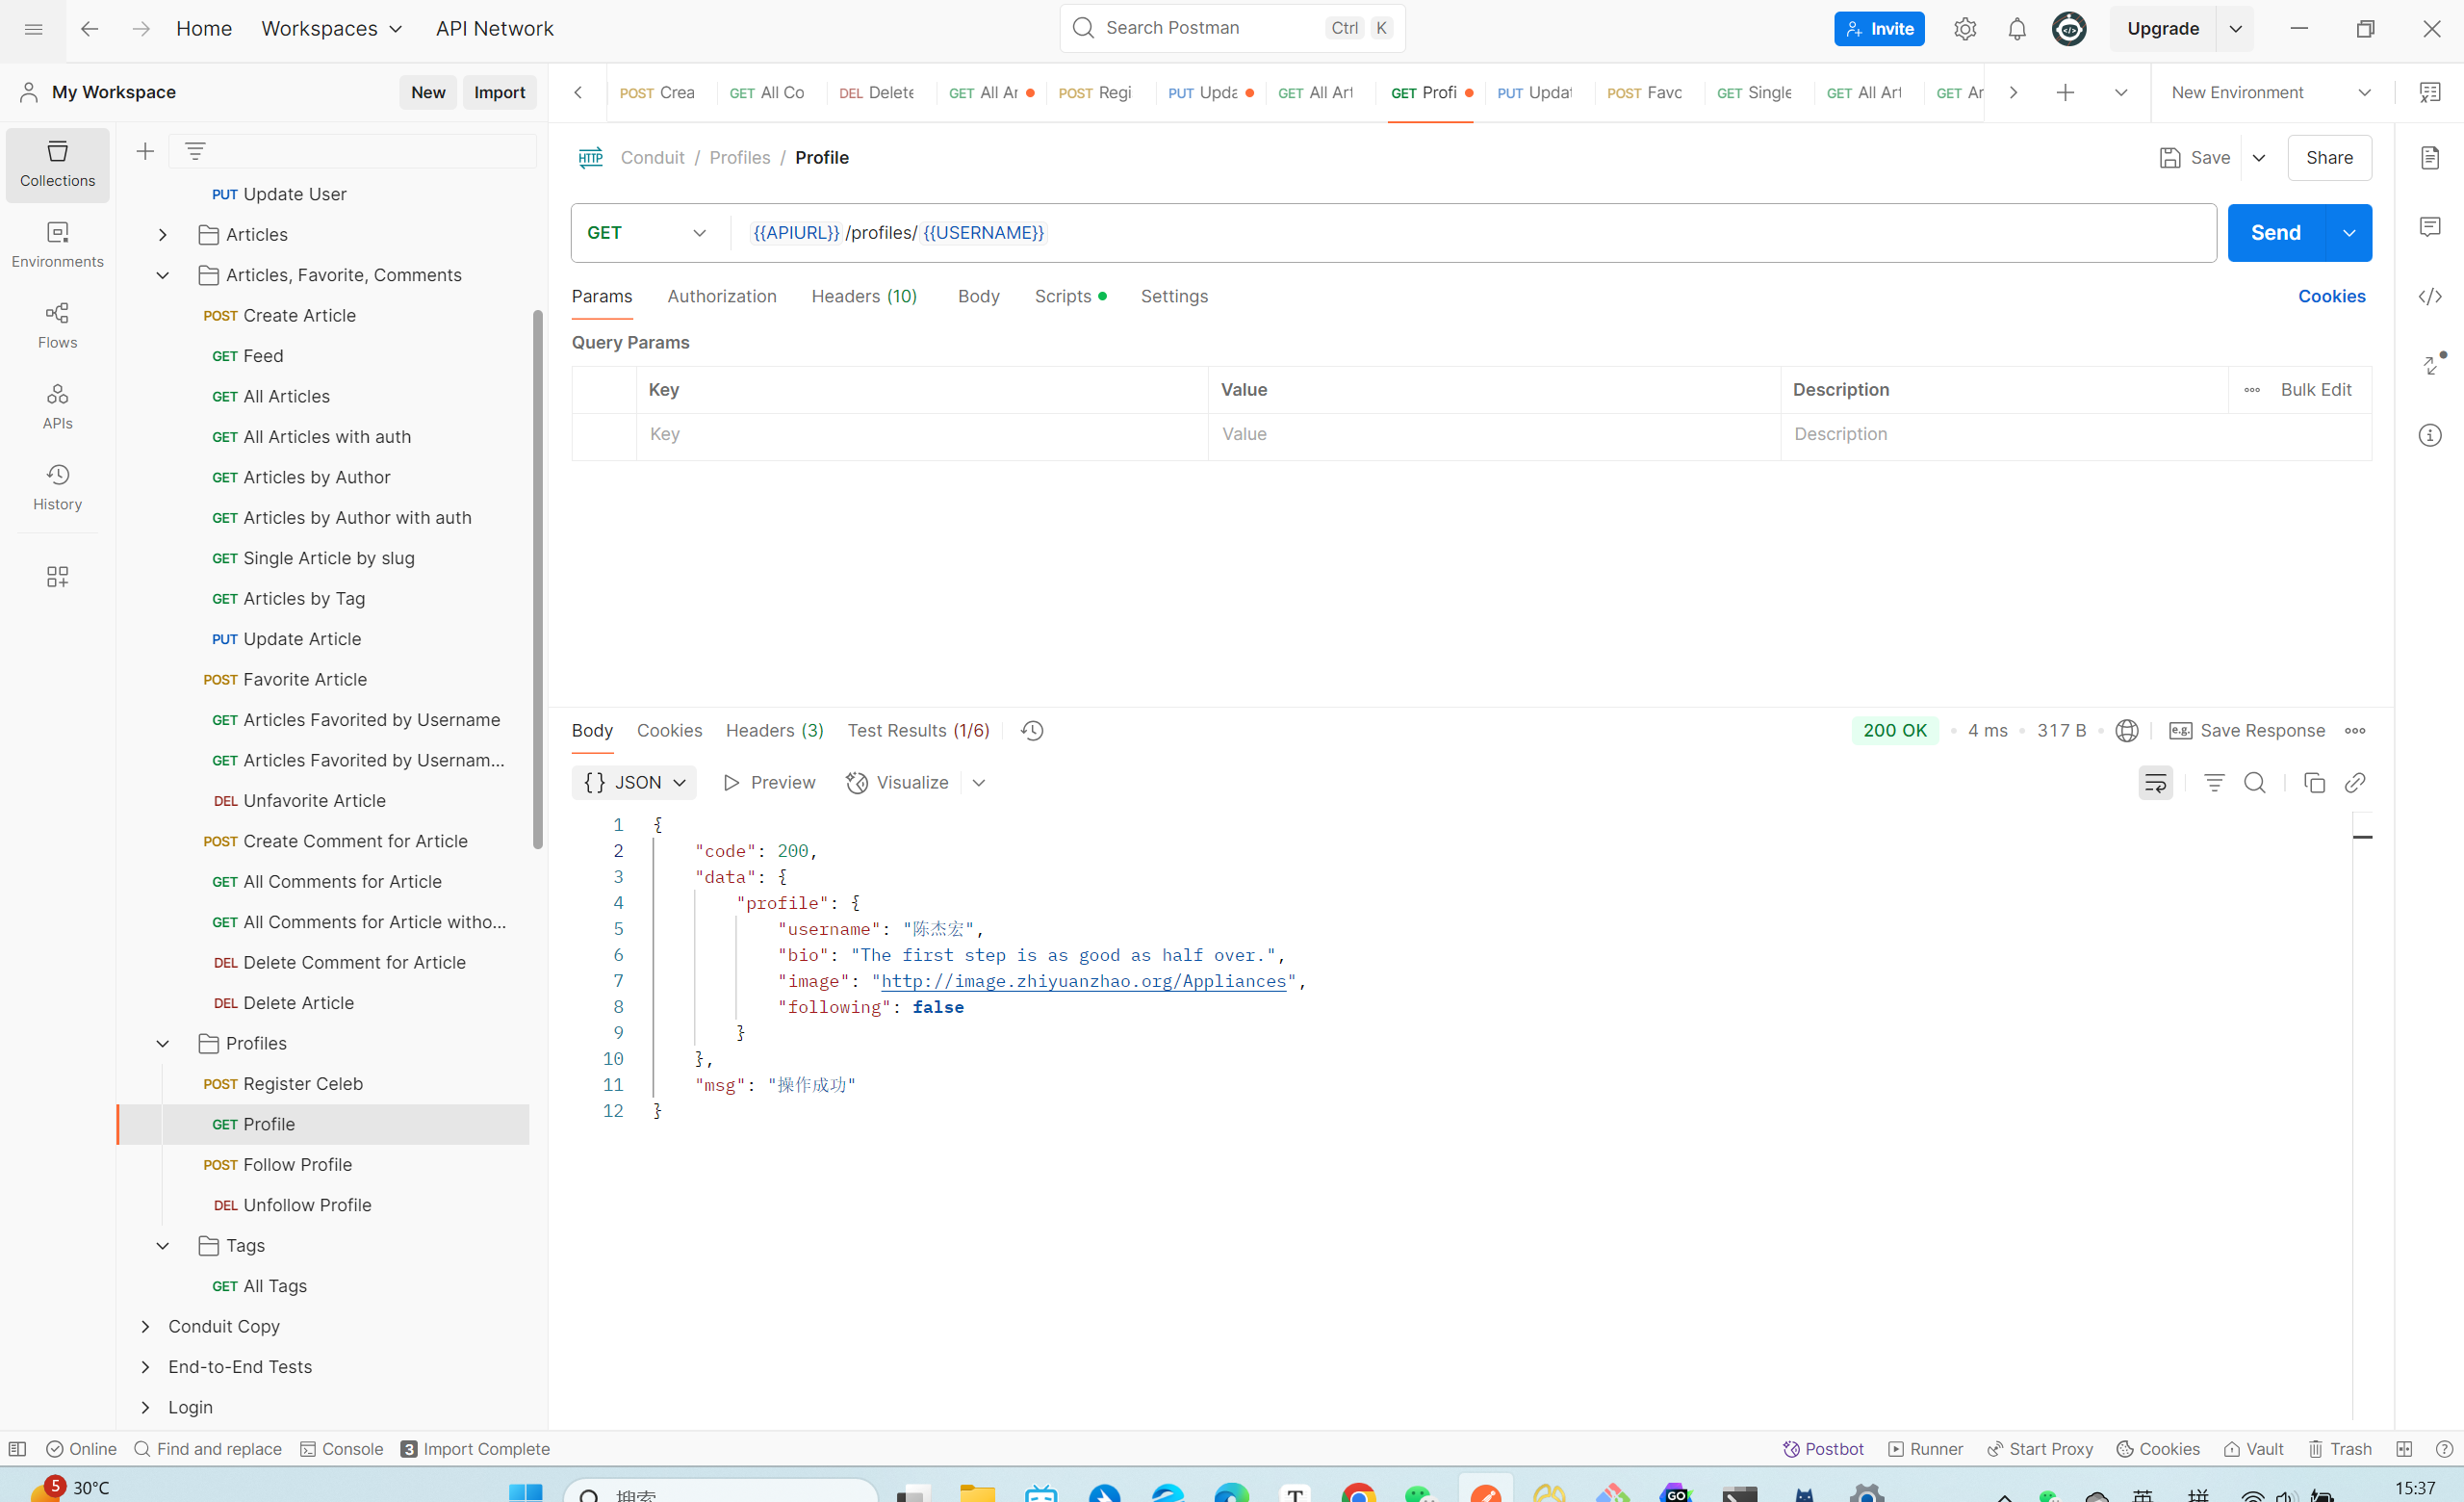 Home Workspaces API Network Search Postman Ctrl K Invite Upgrade
My Workspace New Import POST Crea GET All Co DEL Delete GET All Ar POST Regi PUT Upda GET All Art GET Profi PUT Updat POST Favc GET Single GET All Art GET Ar New Environment
Collections
Environments
Flows
APIs
History
PUT Update User
Articles
Articles, Favorite, Comments
POST Create Article
GET Feed
GET All Articles
GET All Articles with auth
GET Articles by Author
GET Articles by Author with auth
GET Single Article by slug
GET Articles by Tag
PUT Update Article
POST Favorite Article
GET Articles Favorited by Username
GET Articles Favorited by Usernam...
DEL Unfavorite Article
POST Create Comment for Article
GET All Comments for Article
GET All Comments for Article witho...
DEL Delete Comment for Article
DEL Delete Article
Profiles
POST Register Celeb
GET Profile
POST Follow Profile
DEL Unfollow Profile
Tags
GET All Tags
Conduit Copy
End-to-End Tests
Login
HTTP Conduit / Profiles / Profile Save Share
GET {{APIURL}} /profiles/ {{USERNAME}} Send
Params Authorization Headers (10) Body Scripts Settings Cookies
Query Params
Key Value Description Bulk Edit
Key Value Description
Body Cookies Headers (3) Test Results (1/6) 200 OK 4 ms 317 B e.g. Save Response
{} JSON Preview Visualize
1 {
2 "code": 200,
3 "data": {
4 "profile": {
5 "username": "陈杰宏",
6 "bio": "The first step is as good as half over.",
7 "image": "http://image.zhiyuanzhao.org/Appliances",
8 "following": false
9 }
10 },
11 "msg": "操作成功"
12 }
Online Find and replace Console 3 Import Complete Postbot Runner Start Proxy Cookies Vault Trash
5 30°C 搜索 T GO 英 拼 15:37